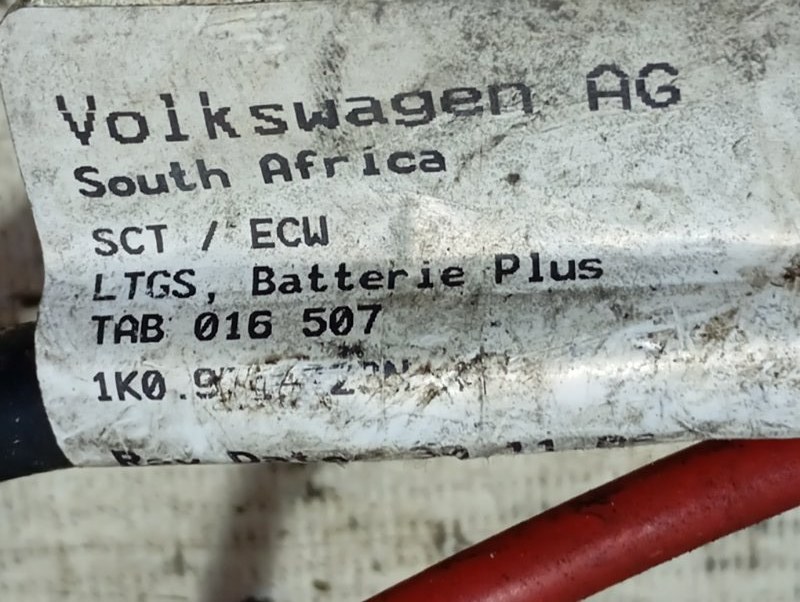 Volkswagen AG
South Africa
SCT / ECW
LTGS, Batterie Plus
TAB 016 507